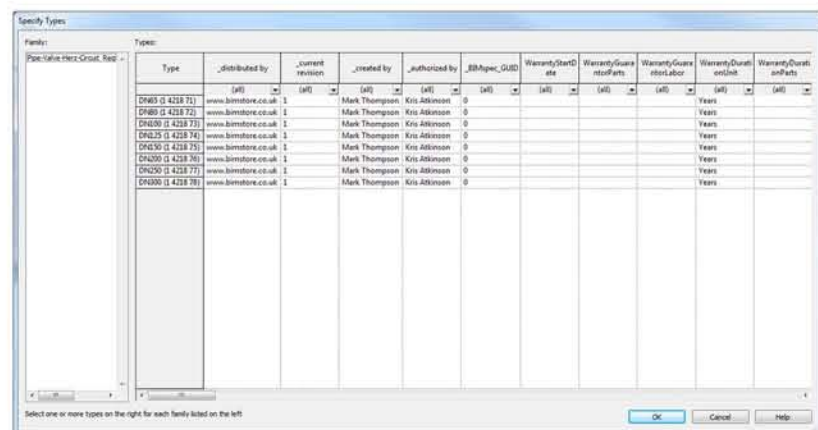 Specify Types
Family:
Types:
Pipe-Valve-Herz-Circuit_Reg
Type _distributed by _current revision _created by _authorized by _BIMspec_GUID WarrantyStartDate WarrantyGuarantorParts WarrantyGuarantorLabor WarrantyDurationUnit WarrantyDurationParts
(all) (all) (all) (all) (all) (all) (all) (all) (all) (all)
DN65 (1 4218 71) www.bimstore.co.uk 1 Mark Thompson Kris Atkinson 0 Years
DN80 (1 4218 72) www.bimstore.co.uk 1 Mark Thompson Kris Atkinson 0 Years
DN100 (1 4218 73) www.bimstore.co.uk 1 Mark Thompson Kris Atkinson 0 Years
DN125 (1 4218 74) www.bimstore.co.uk 1 Mark Thompson Kris Atkinson 0 Years
DN150 (1 4218 75) www.bimstore.co.uk 1 Mark Thompson Kris Atkinson 0 Years
DN200 (1 4218 76) www.bimstore.co.uk 1 Mark Thompson Kris Atkinson 0 Years
DN250 (1 4218 77) www.bimstore.co.uk 1 Mark Thompson Kris Atkinson 0 Years
DN300 (1 4218 78) www.bimstore.co.uk 1 Mark Thompson Kris Atkinson 0 Years
Select one or more types on the right for each family listed on the left
OK Cancel Help